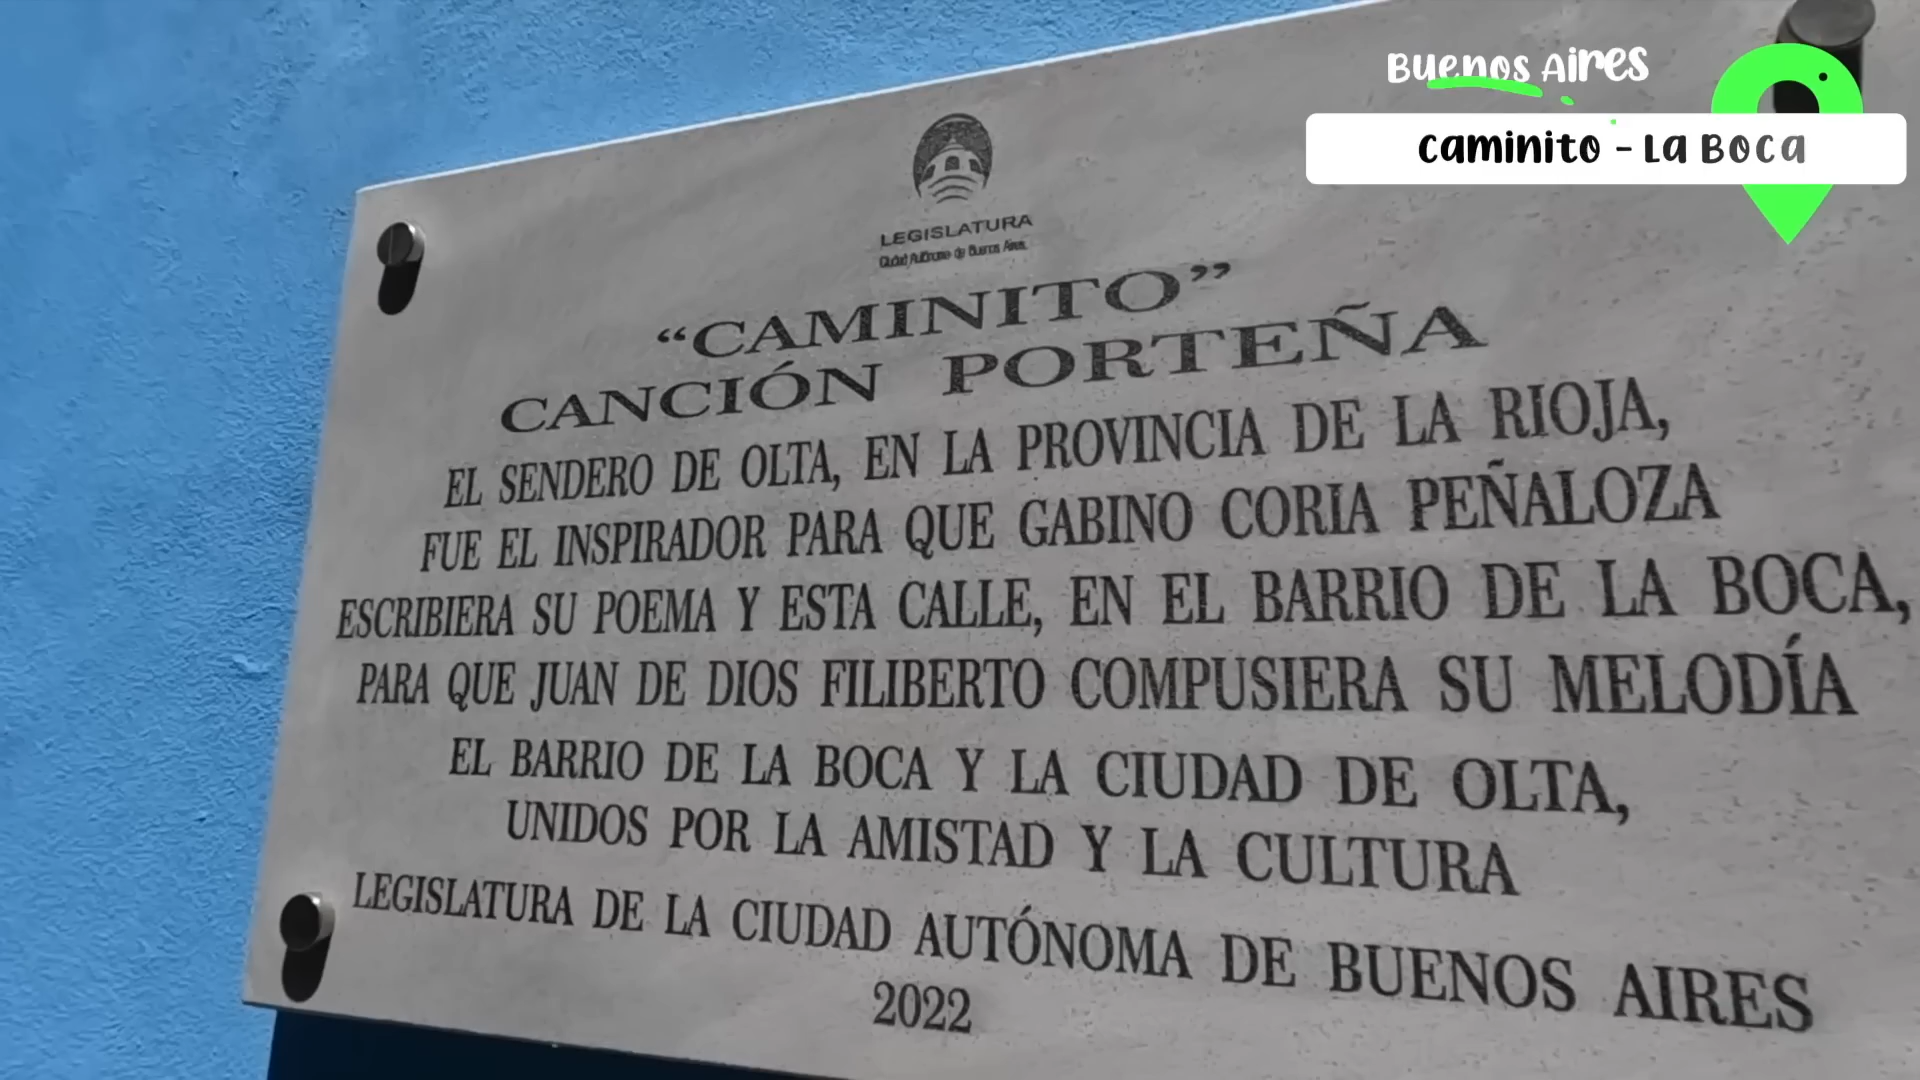 Buenos Aires
Caminito - La Boca
LEGISLATURA
Ciudad Autónoma de Buenos Aires
“CAMINITO”
CANCIÓN PORTEÑA
EL SENDERO DE OLTA, EN LA PROVINCIA DE LA RIOJA,
FUE EL INSPIRADOR PARA QUE GABINO CORIA PEÑALOZA
ESCRIBIERA SU POEMA Y ESTA CALLE, EN EL BARRIO DE LA BOCA,
PARA QUE JUAN DE DIOS FILIBERTO COMPUSIERA SU MELODÍA
EL BARRIO DE LA BOCA Y LA CIUDAD DE OLTA,
UNIDOS POR LA AMISTAD Y LA CULTURA
LEGISLATURA DE LA CIUDAD AUTÓNOMA DE BUENOS AIRES
2022